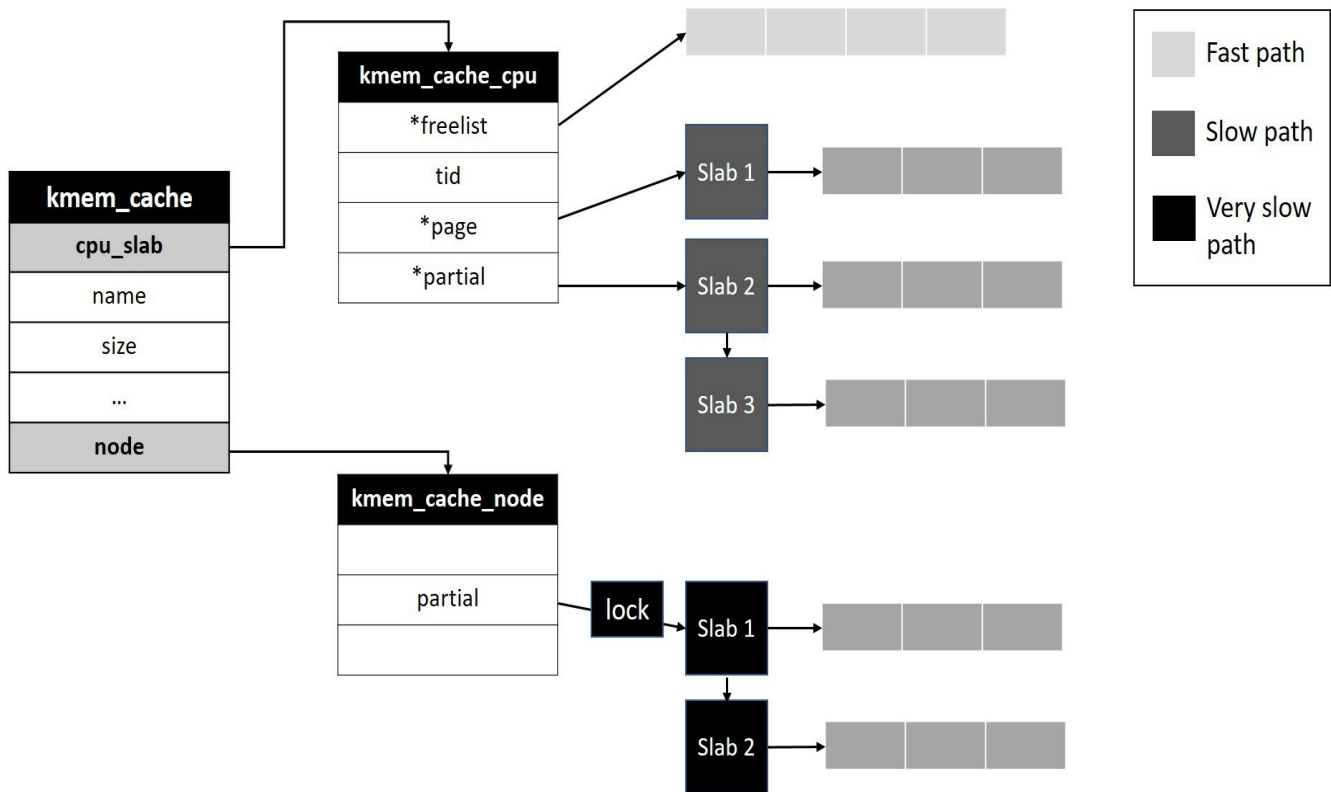 kmem_cache
cpu_slab
name
size
...
node
kmem_cache_cpu
*freelist
tid
*page
*partial
Slab 1
Slab 2
Slab 3
kmem_cache_node
partial
lock
Slab 1
Slab 2
Fast path
Slow path
Very slow
path